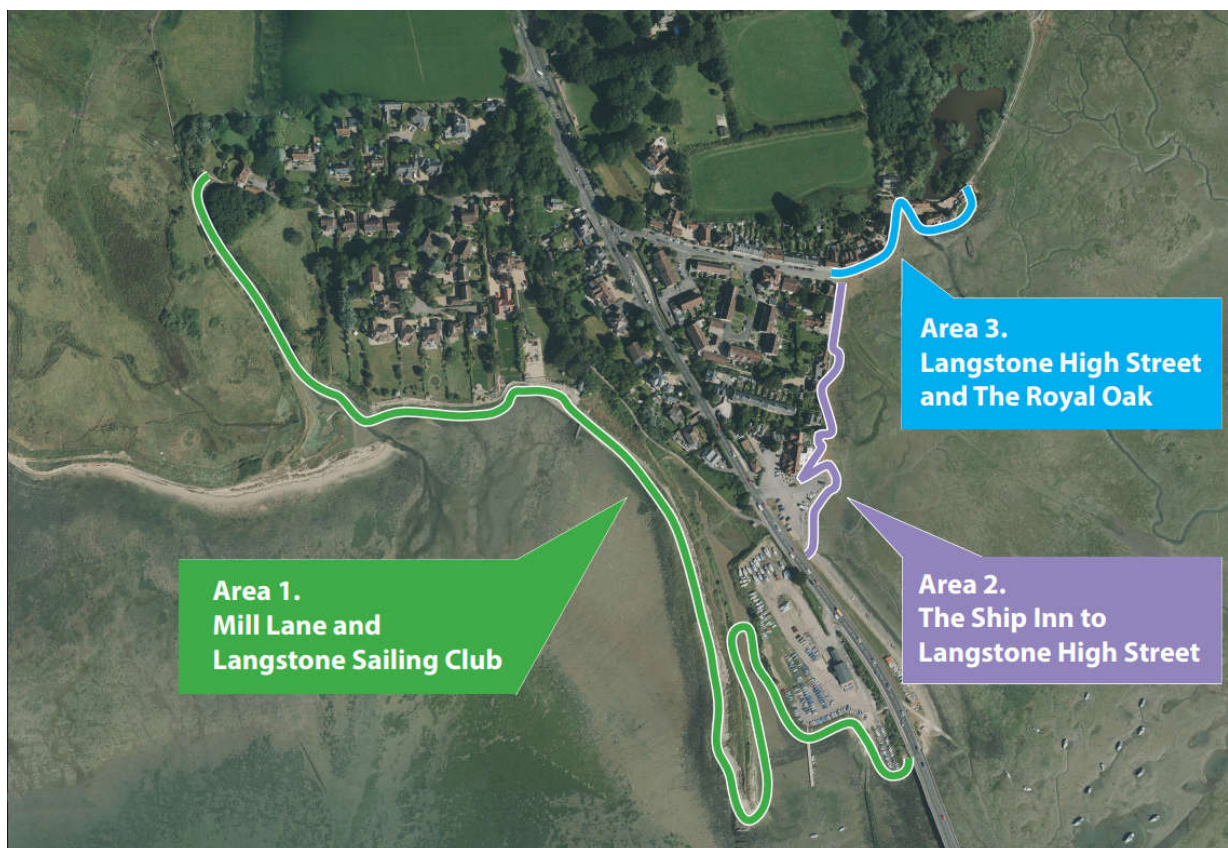 Area 1.
Mill Lane and
Langstone Sailing Club
Area 2.
The Ship Inn to
Langstone High Street
Area 3.
Langstone High Street
and The Royal Oak